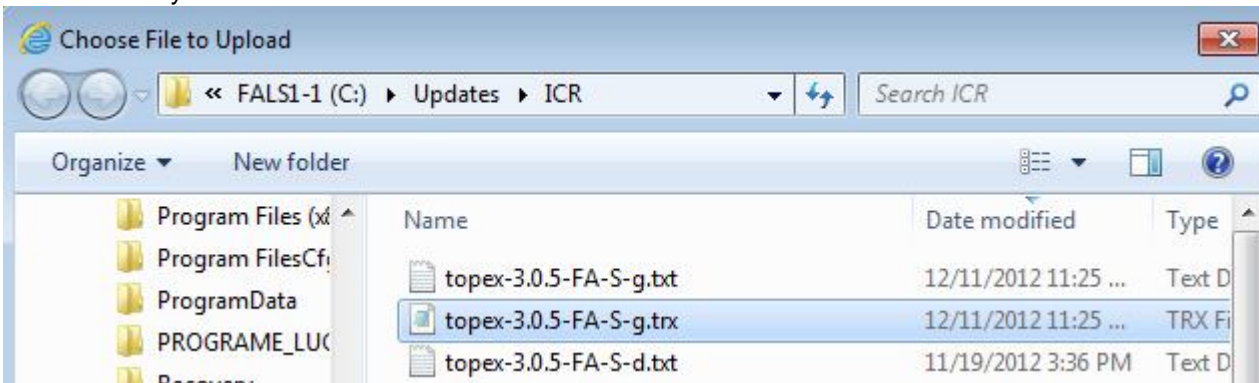 Choose File to Upload
« FALS1-1 (C:) ▸ Updates ▸ ICR Search ICR
Organize New folder
Program Files (x
Program FilesCf
ProgramData
PROGRAME_LU
Name Date modified Type
topex-3.0.5-FA-S-g.txt 12/11/2012 11:25 ... Text D
topex-3.0.5-FA-S-g.trx 12/11/2012 11:25 ... TRX Fi
topex-3.0.5-FA-S-d.txt 11/19/2012 3:36 PM Text D